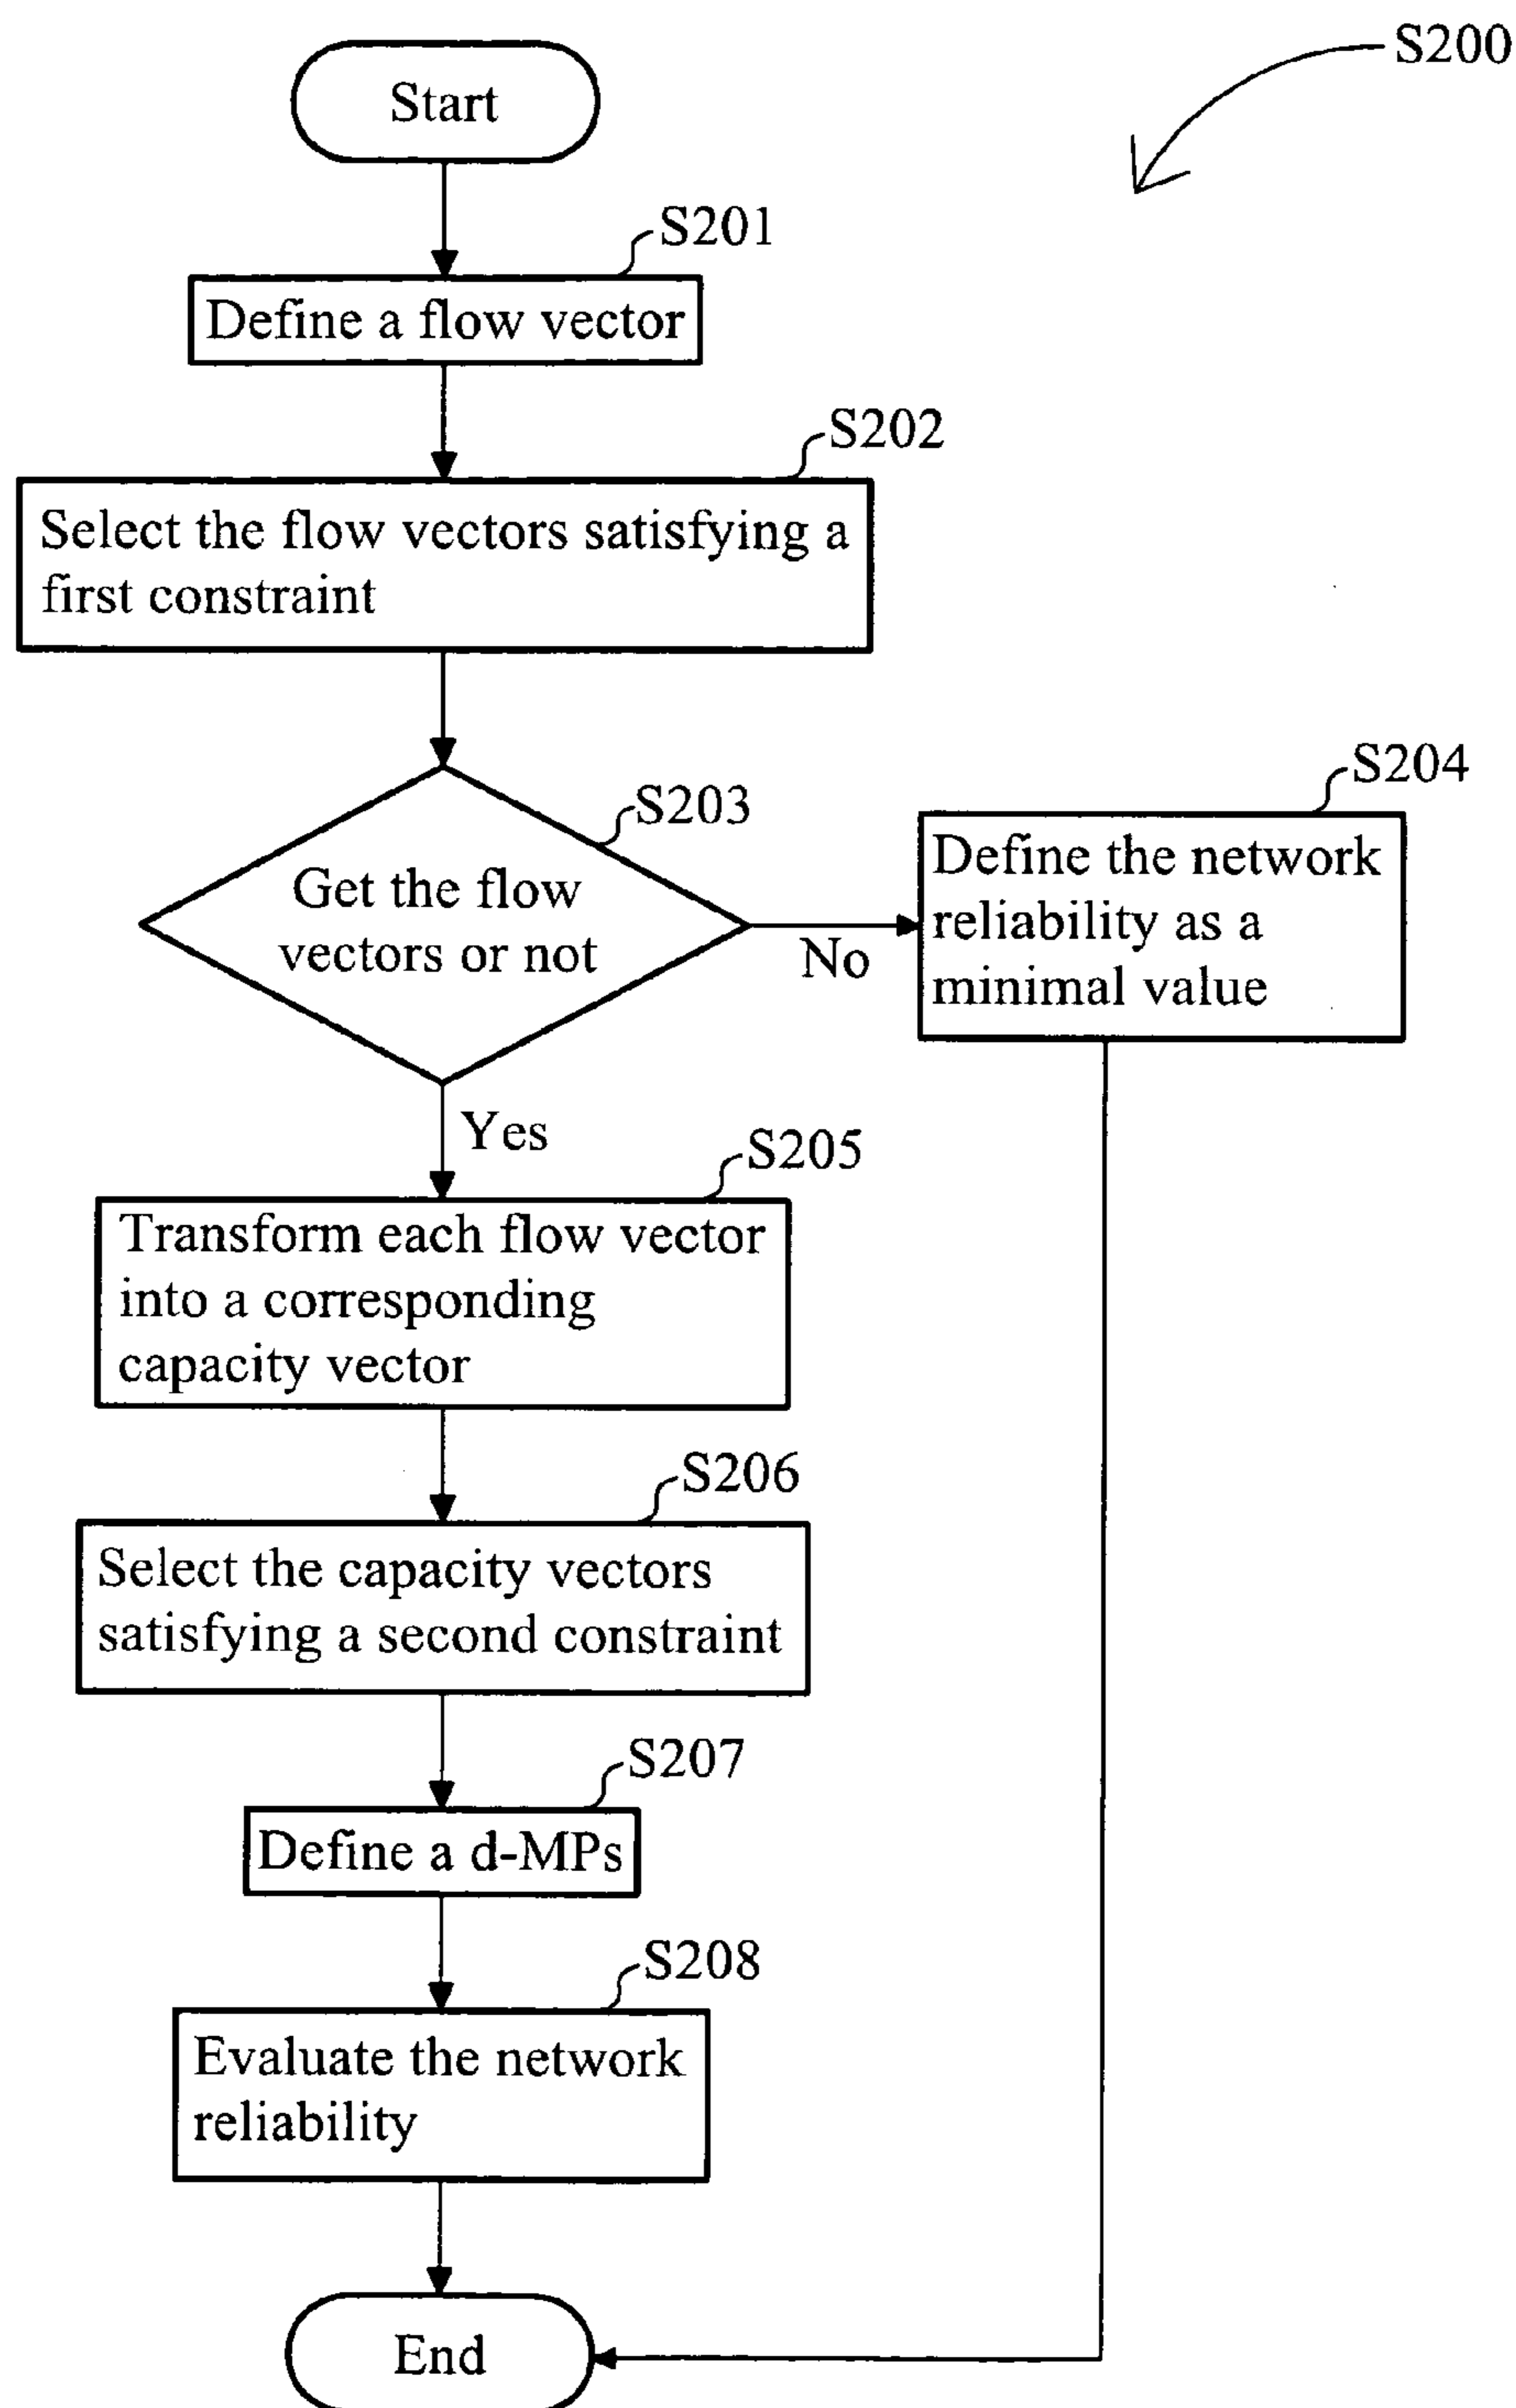 S200
Start
S201
Define a flow vector
S202
Select the flow vectors satisfying a
first constraint
S203
Get the flow
vectors or not
No
S204
Define the network
reliability as a
minimal value
Yes
S205
Transform each flow vector
into a corresponding
capacity vector
S206
Select the capacity vectors
satisfying a second constraint
S207
Define a d-MPs
S208
Evaluate the network
reliability
End